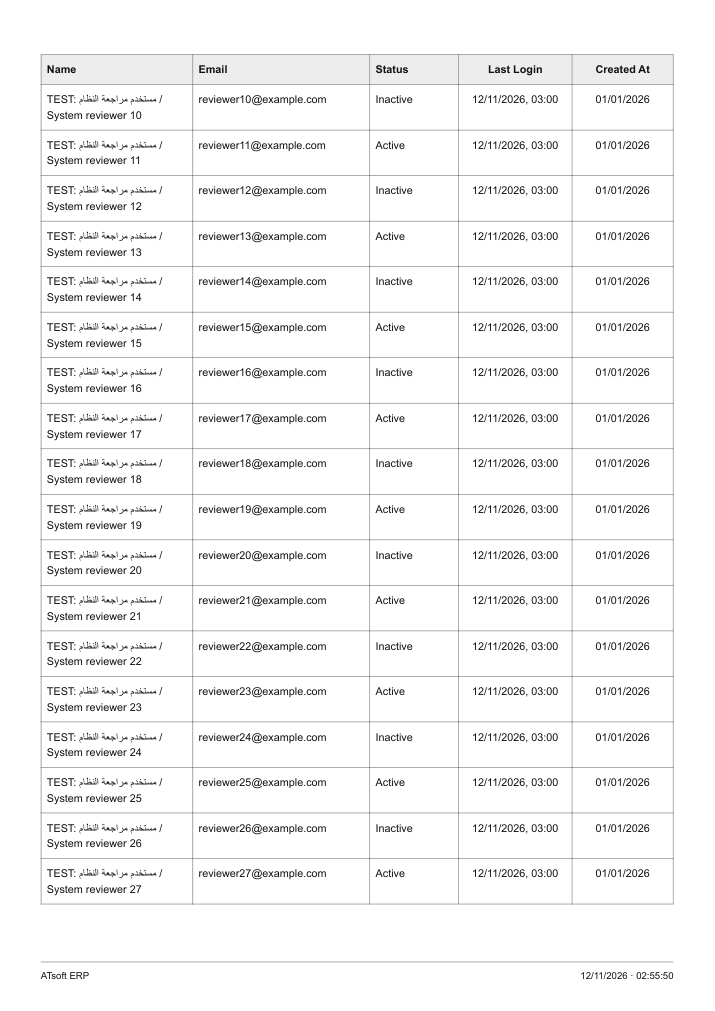 Name Email Status Last Login Created At
TEST: مستخدم مراجعة النظام / reviewer10@example.com Inactive 12/11/2026, 03:00 01/01/2026
System reviewer 10
TEST: مستخدم مراجعة النظام / reviewer11@example.com Active 12/11/2026, 03:00 01/01/2026
System reviewer 11
TEST: مستخدم مراجعة النظام / reviewer12@example.com Inactive 12/11/2026, 03:00 01/01/2026
System reviewer 12
TEST: مستخدم مراجعة النظام / reviewer13@example.com Active 12/11/2026, 03:00 01/01/2026
System reviewer 13
TEST: مستخدم مراجعة النظام / reviewer14@example.com Inactive 12/11/2026, 03:00 01/01/2026
System reviewer 14
TEST: مستخدم مراجعة النظام / reviewer15@example.com Active 12/11/2026, 03:00 01/01/2026
System reviewer 15
TEST: مستخدم مراجعة النظام / reviewer16@example.com Inactive 12/11/2026, 03:00 01/01/2026
System reviewer 16
TEST: مستخدم مراجعة النظام / reviewer17@example.com Active 12/11/2026, 03:00 01/01/2026
System reviewer 17
TEST: مستخدم مراجعة النظام / reviewer18@example.com Inactive 12/11/2026, 03:00 01/01/2026
System reviewer 18
TEST: مستخدم مراجعة النظام / reviewer19@example.com Active 12/11/2026, 03:00 01/01/2026
System reviewer 19
TEST: مستخدم مراجعة النظام / reviewer20@example.com Inactive 12/11/2026, 03:00 01/01/2026
System reviewer 20
TEST: مستخدم مراجعة النظام / reviewer21@example.com Active 12/11/2026, 03:00 01/01/2026
System reviewer 21
TEST: مستخدم مراجعة النظام / reviewer22@example.com Inactive 12/11/2026, 03:00 01/01/2026
System reviewer 22
TEST: مستخدم مراجعة النظام / reviewer23@example.com Active 12/11/2026, 03:00 01/01/2026
System reviewer 23
TEST: مستخدم مراجعة النظام / reviewer24@example.com Inactive 12/11/2026, 03:00 01/01/2026
System reviewer 24
TEST: مستخدم مراجعة النظام / reviewer25@example.com Active 12/11/2026, 03:00 01/01/2026
System reviewer 25
TEST: مستخدم مراجعة النظام / reviewer26@example.com Inactive 12/11/2026, 03:00 01/01/2026
System reviewer 26
TEST: مستخدم مراجعة النظام / reviewer27@example.com Active 12/11/2026, 03:00 01/01/2026
System reviewer 27
ATsoft ERP 12/11/2026 · 02:55:50